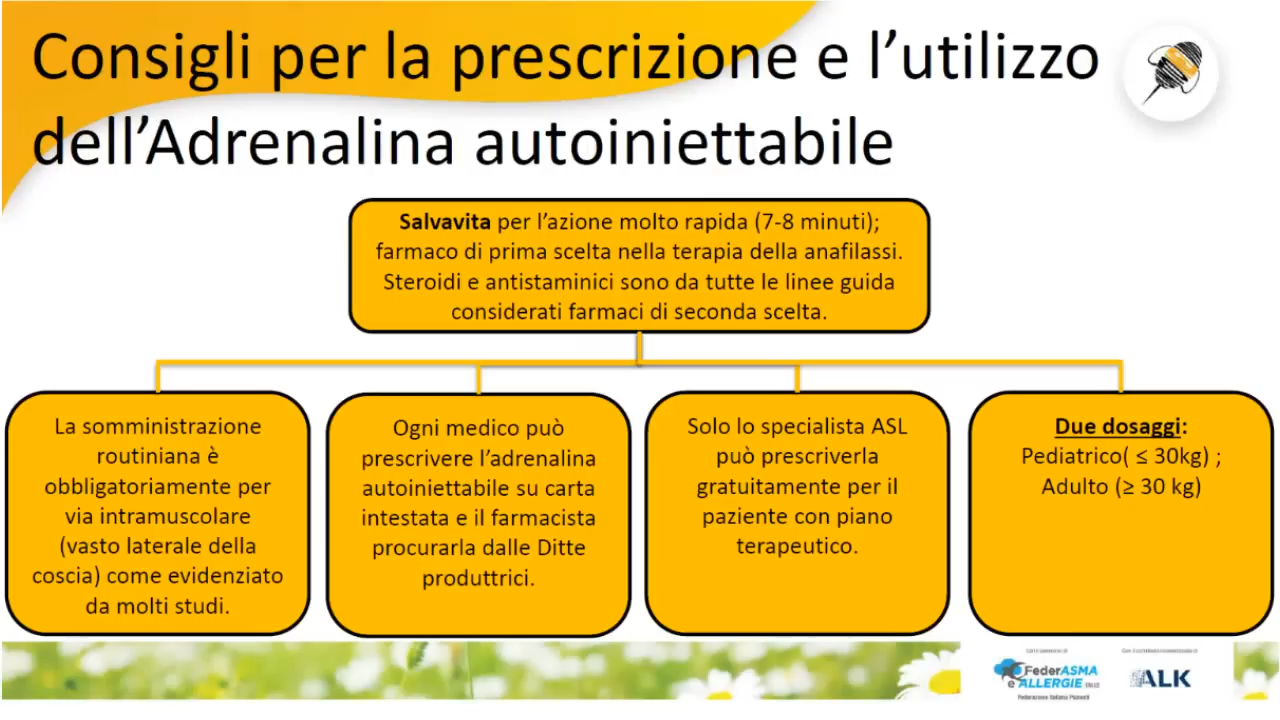 Consigli per la prescrizione e l'utilizzo
dell'Adrenalina autoiniettabile
Salvavita per l'azione molto rapida (7-8 minuti);
farmaco di prima scelta nella terapia della anafilassi.
Steroidi e antistaminici sono da tutte le linee guida
considerati farmaci di seconda scelta.
La somministrazione
routiniana è
obbligatoriamente per
via intramuscolare
(vasto laterale della
coscia) come evidenziato
da molti studi.
Ogni medico può
prescrivere l'adrenalina
autoiniettabile su carta
intestata e il farmacista
procurarla dalle Ditte
produttrici.
Solo lo specialista ASL
può prescriverla
gratuitamente per il
paziente con piano
terapeutico.
Due dosaggi:
Pediatrico( ≤ 30kg) ;
Adulto (≥ 30 kg)
FederASMA
e ALLERGIE
Federazione Italiana Pazienti
ALK